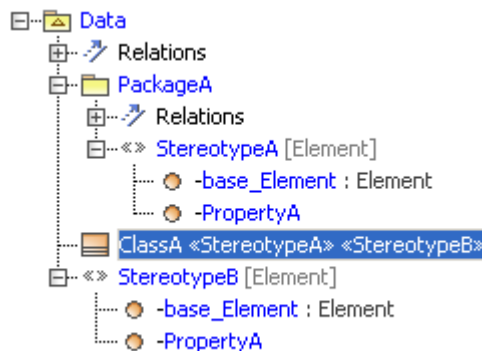 Data
Relations
PackageA
Relations
«» StereotypeA [Element]
-base_Element : Element
-PropertyA
ClassA «StereotypeA» «StereotypeB»
«» StereotypeB [Element]
-base_Element : Element
-PropertyA